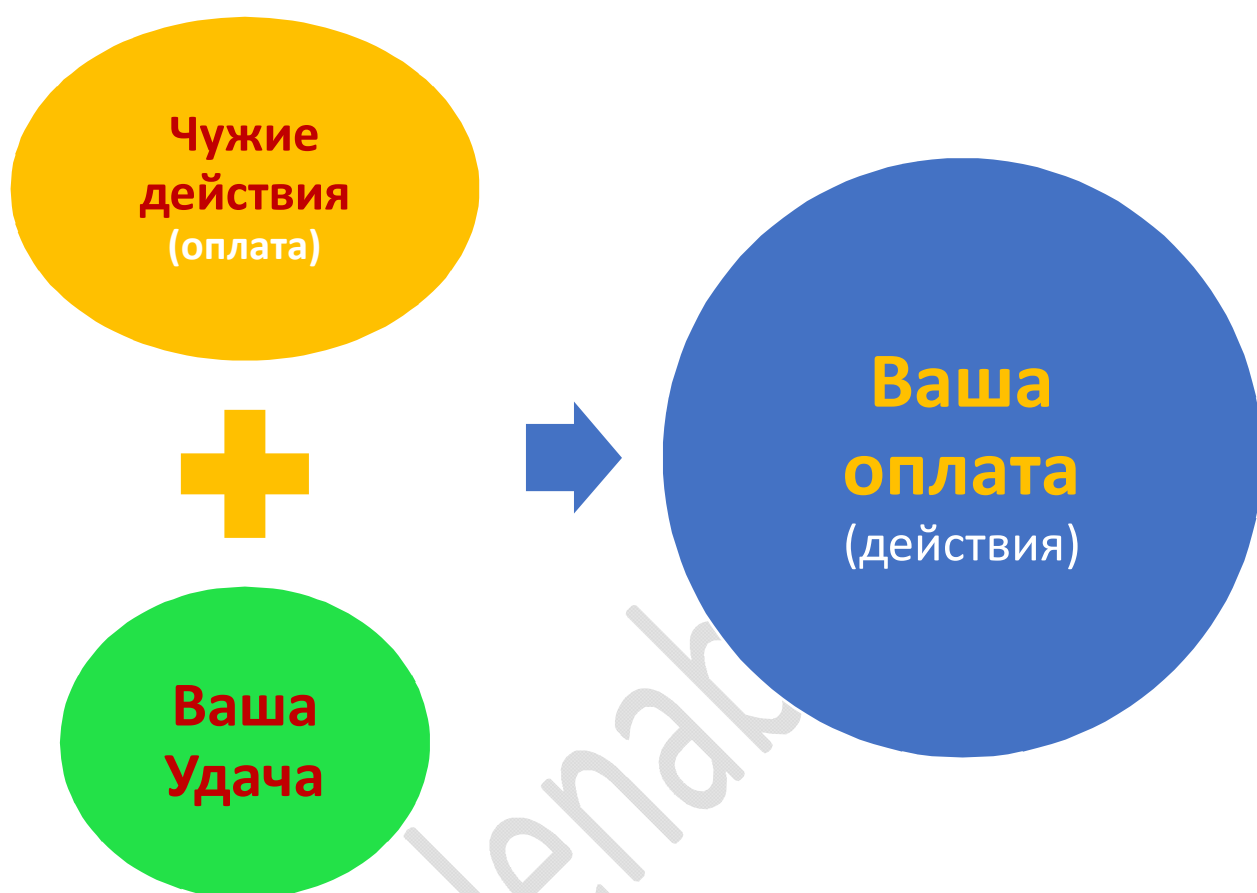 Чужие
действия
(оплата)
Ваша
Удача
Ваша
оплата
(действия)